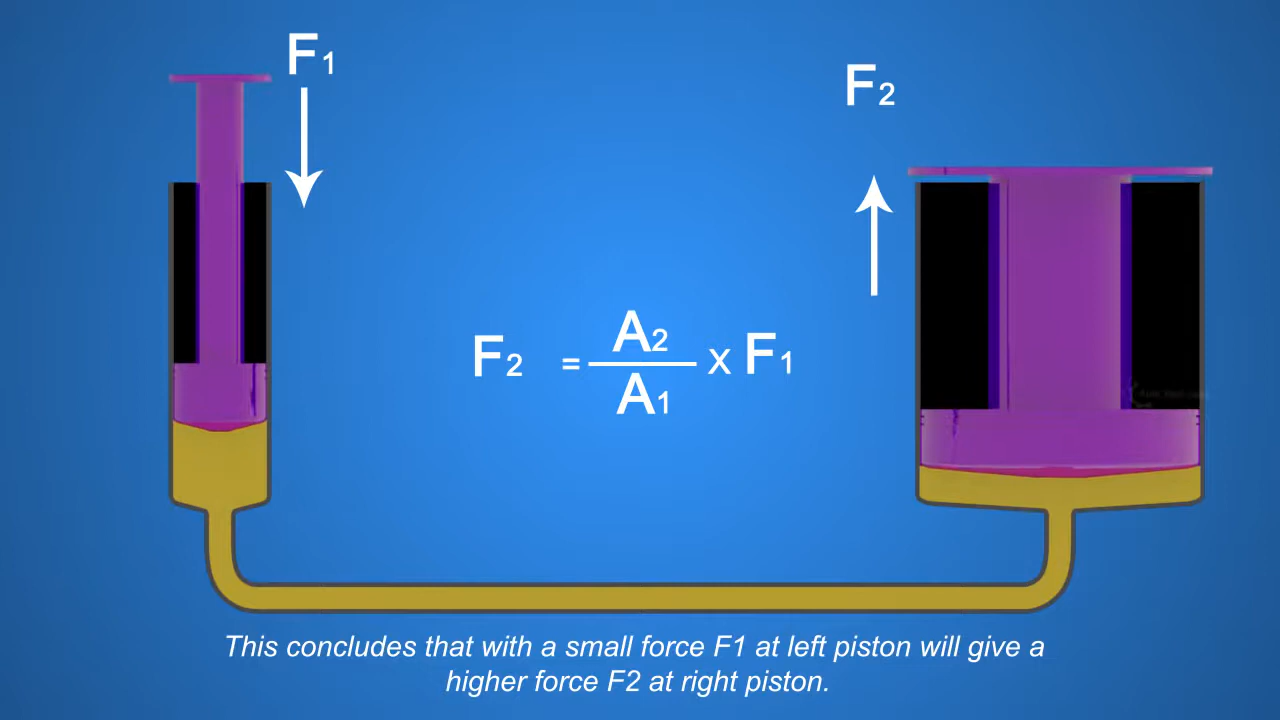 F1
F2
F2 = A2 / A1 x F1
This concludes that with a small force F1 at left piston will give a
higher force F2 at right piston.